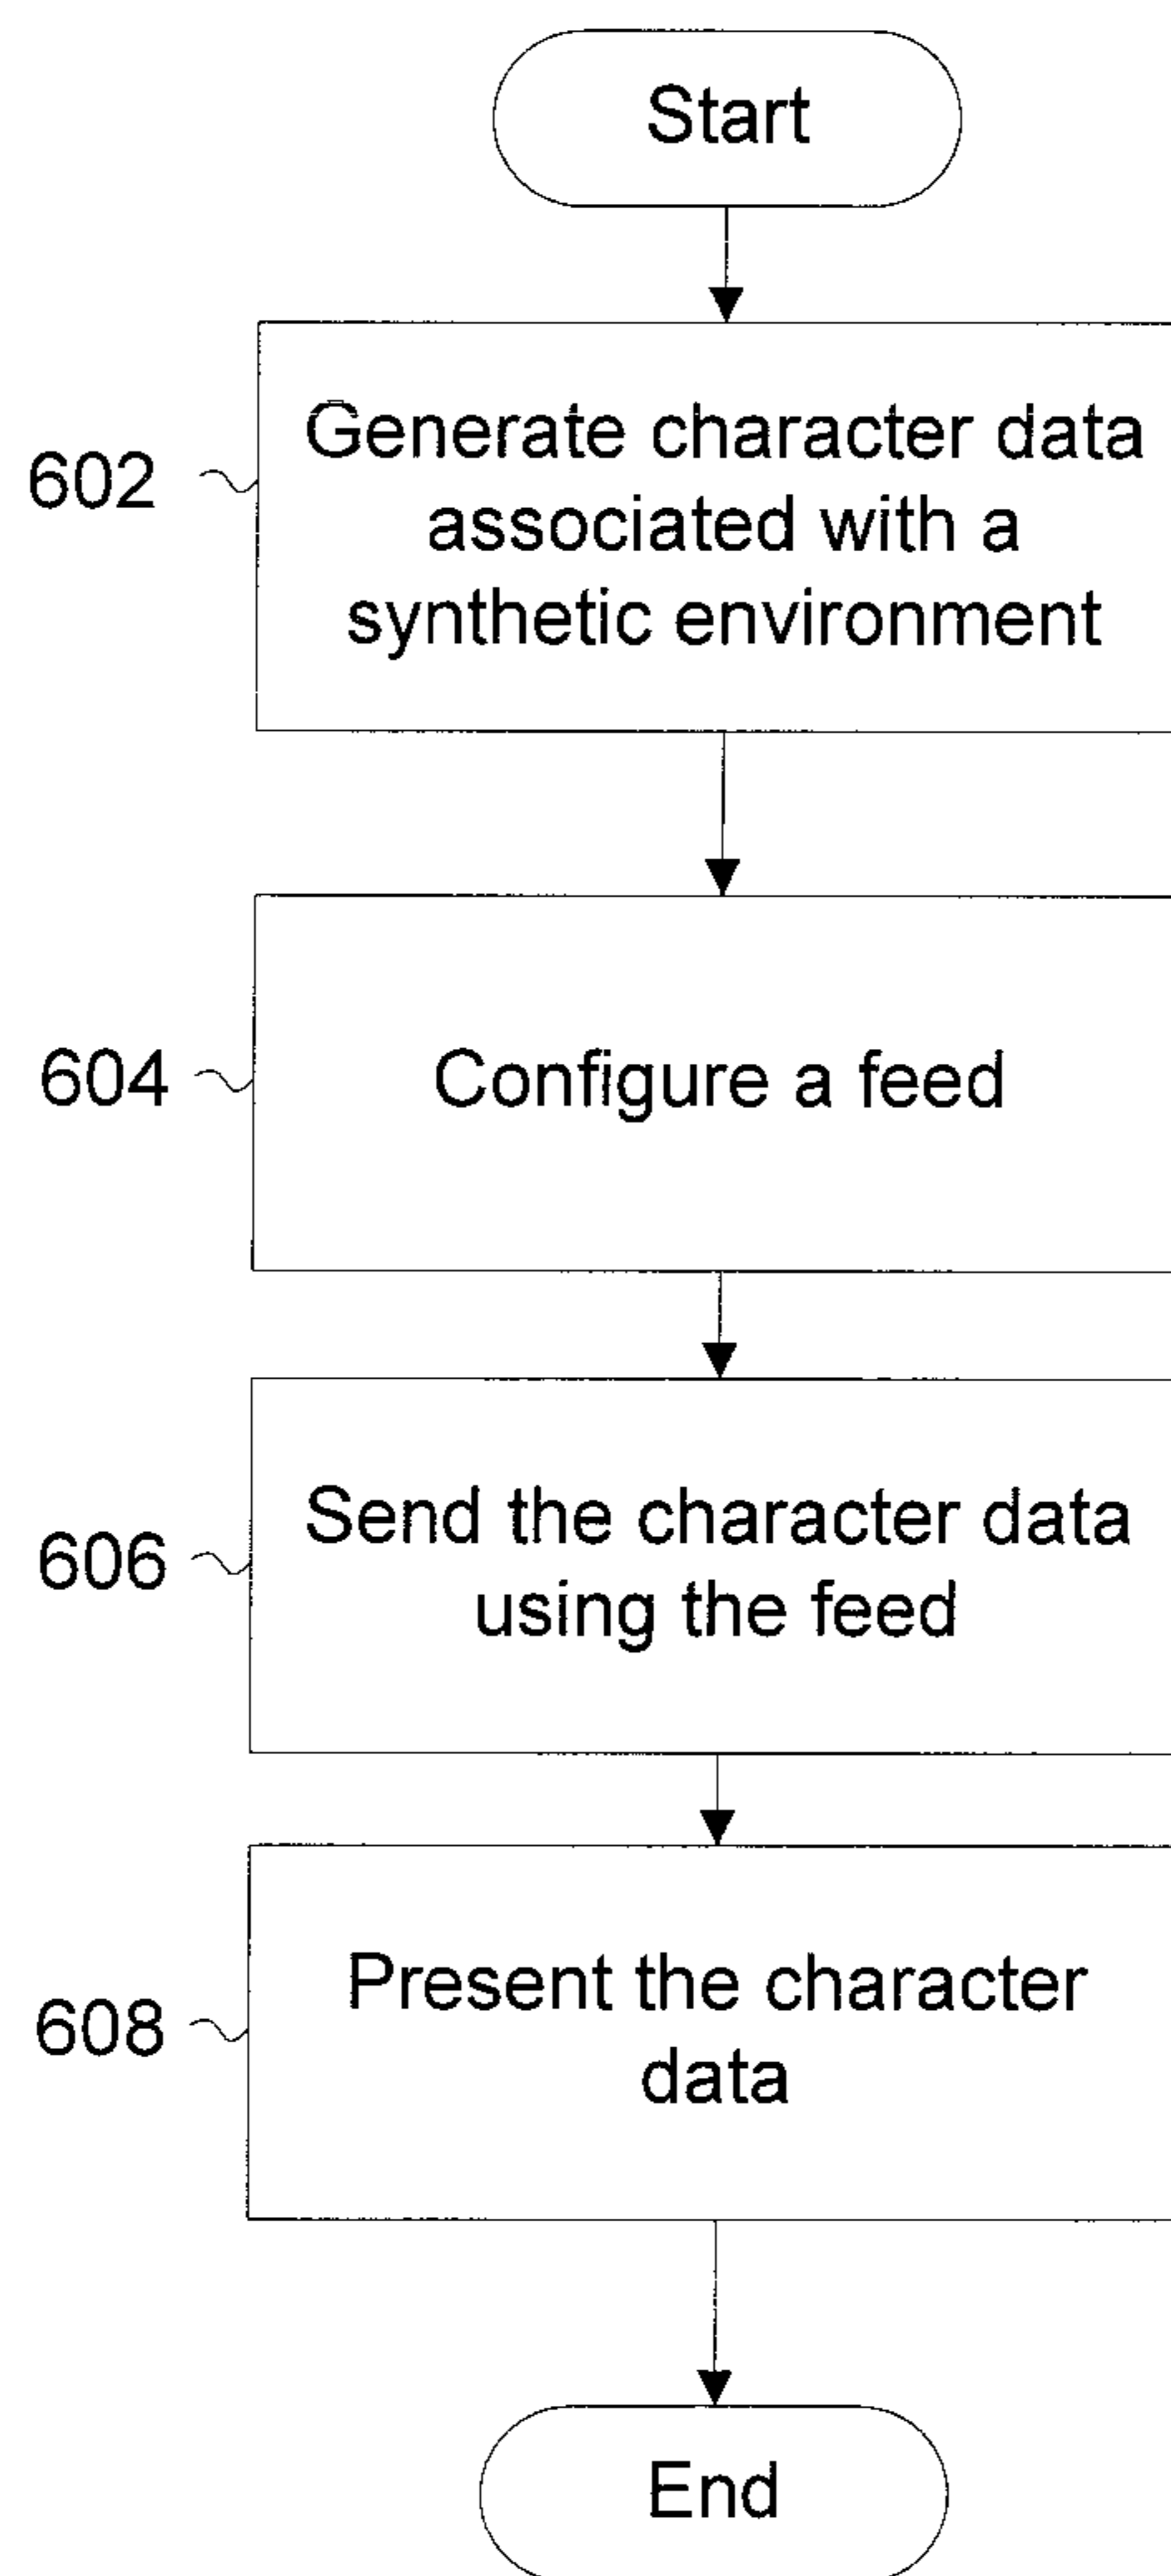 Start
602
Generate character data
associated with a
synthetic environment
604
Configure a feed
606
Send the character data
using the feed
608
Present the character
data
End